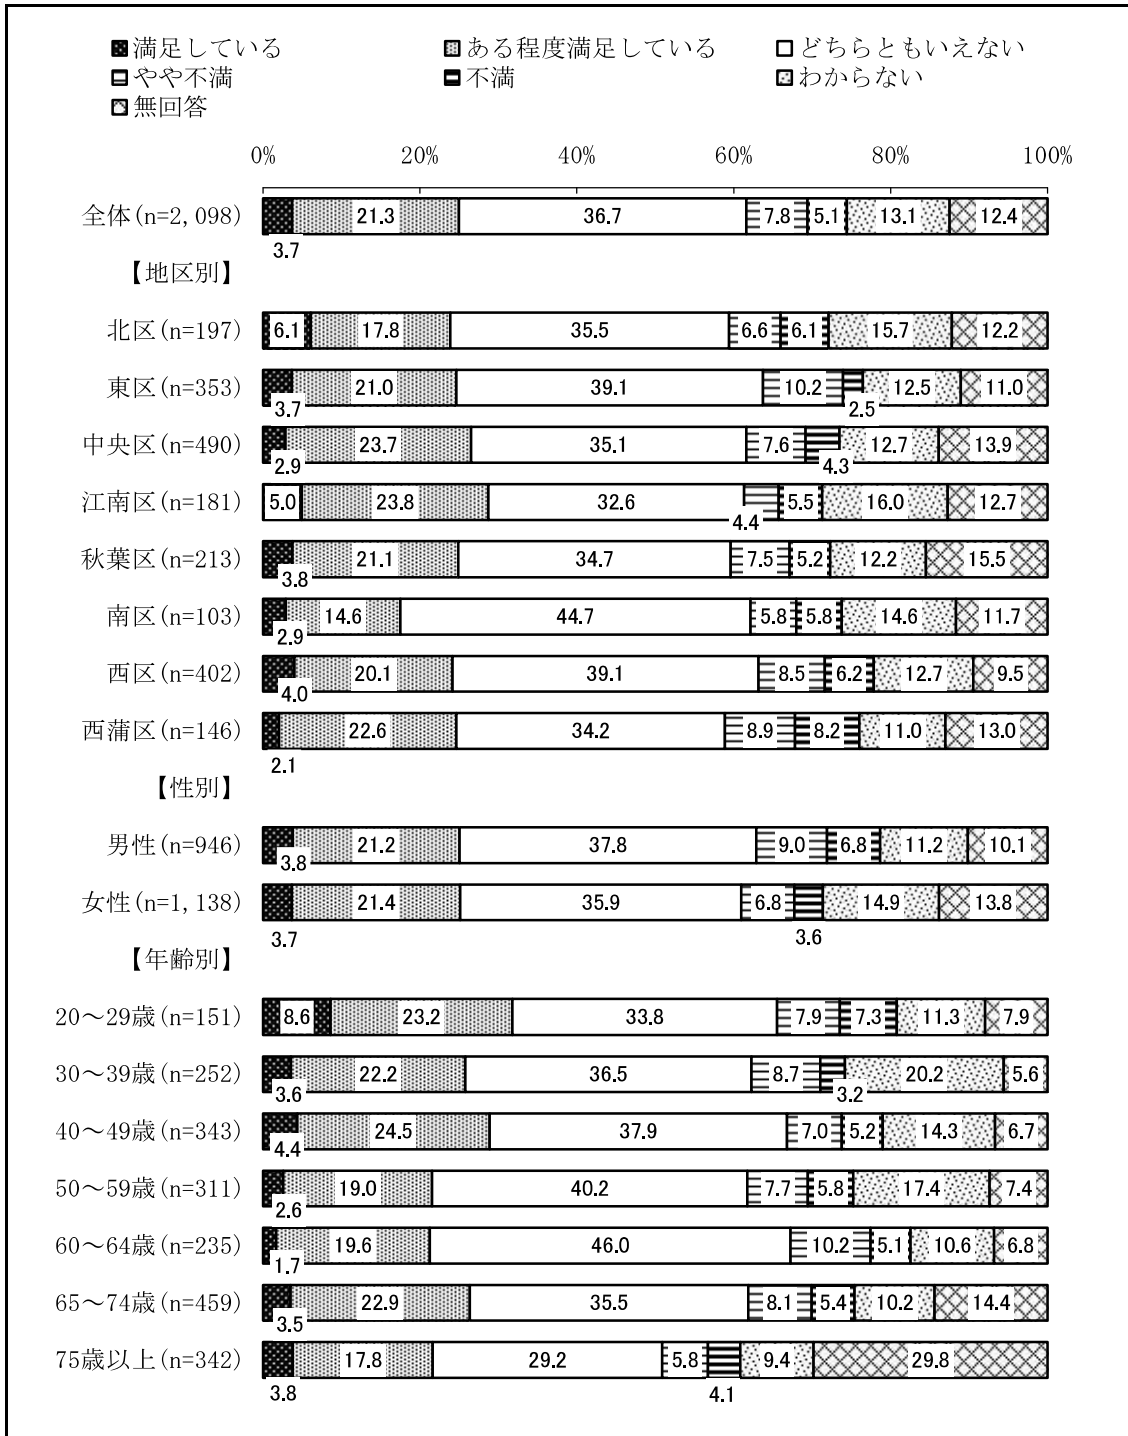 満足している ある程度満足している どちらともいえない
やや不満 不満 わからない
無回答
0% 20% 40% 60% 80% 100%
全体(n=2,098) 21.3 36.7 7.8 5.1 13.1 12.4
3.7
【地区別】
北区(n=197) 6.1 17.8 35.5 6.6 6.1 15.7 12.2
東区(n=353) 3.7 21.0 39.1 10.2 2.5 12.5 11.0
中央区(n=490) 2.9 23.7 35.1 7.6 4.3 12.7 13.9
江南区(n=181) 5.0 23.8 32.6 4.4 5.5 16.0 12.7
秋葉区(n=213) 3.8 21.1 34.7 7.5 5.2 12.2 15.5
南区(n=103) 2.9 14.6 44.7 5.8 5.8 14.6 11.7
西区(n=402) 4.0 20.1 39.1 8.5 6.2 12.7 9.5
西蒲区(n=146) 22.6 34.2 8.9 8.2 11.0 13.0
2.1
【性別】
男性(n=946) 3.8 21.2 37.8 9.0 6.8 11.2 10.1
女性(n=1,138) 21.4 35.9 6.8 14.9 13.8
3.7 3.6
【年齢別】
20～29歳(n=151) 8.6 23.2 33.8 7.9 7.3 11.3 7.9
30～39歳(n=252) 3.6 22.2 36.5 8.7 3.2 20.2 5.6
40～49歳(n=343) 4.4 24.5 37.9 7.0 5.2 14.3 6.7
50～59歳(n=311) 2.6 19.0 40.2 7.7 5.8 17.4 7.4
60～64歳(n=235) 1.7 19.6 46.0 10.2 5.1 10.6 6.8
65～74歳(n=459) 3.5 22.9 35.5 8.1 5.4 10.2 14.4
75歳以上(n=342) 17.8 29.2 5.8 9.4 29.8
3.8 4.1